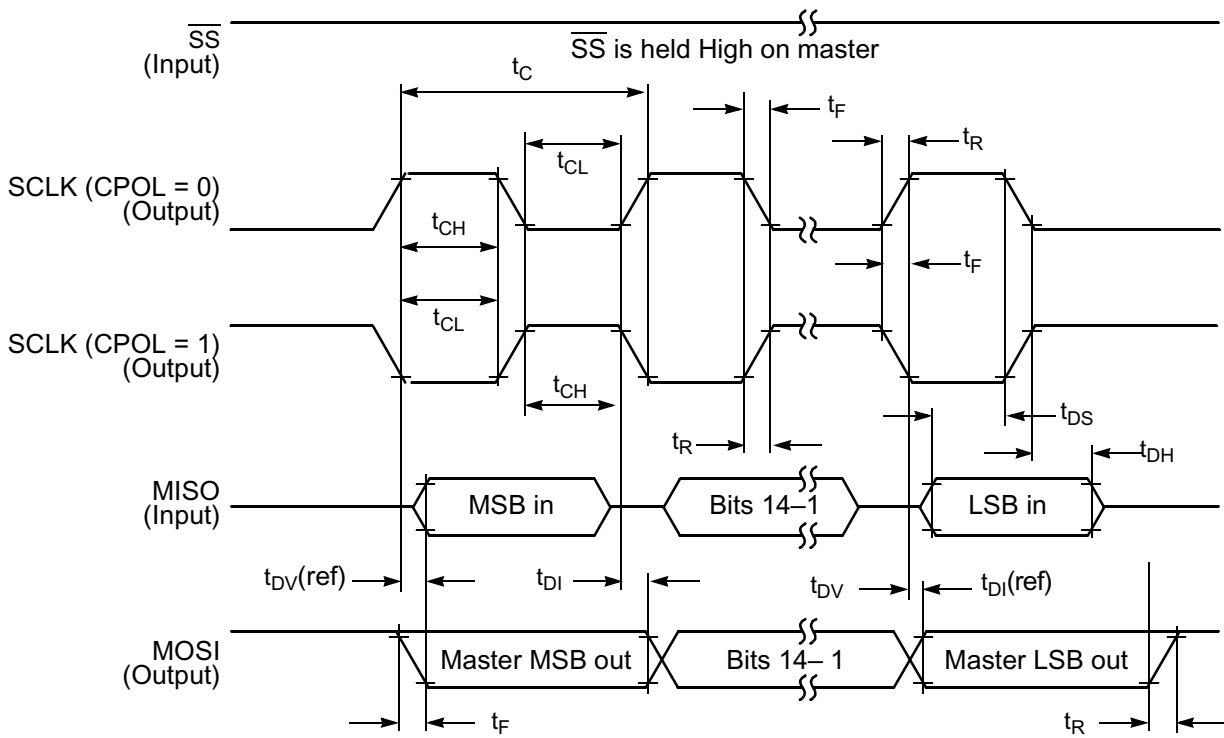 SS
(Input)
SS is held High on master
tC
tF
tR
tCL
SCLK (CPOL = 0)
(Output)
tCH
tF
tCL
SCLK (CPOL = 1)
(Output)
tCH
tDS
tR
tDH
MISO
(Input)
MSB in
Bits 14–1
LSB in
tDV(ref)
tDI
tDV
tDI(ref)
MOSI
(Output)
Master MSB out
Bits 14– 1
Master LSB out
tF
tR